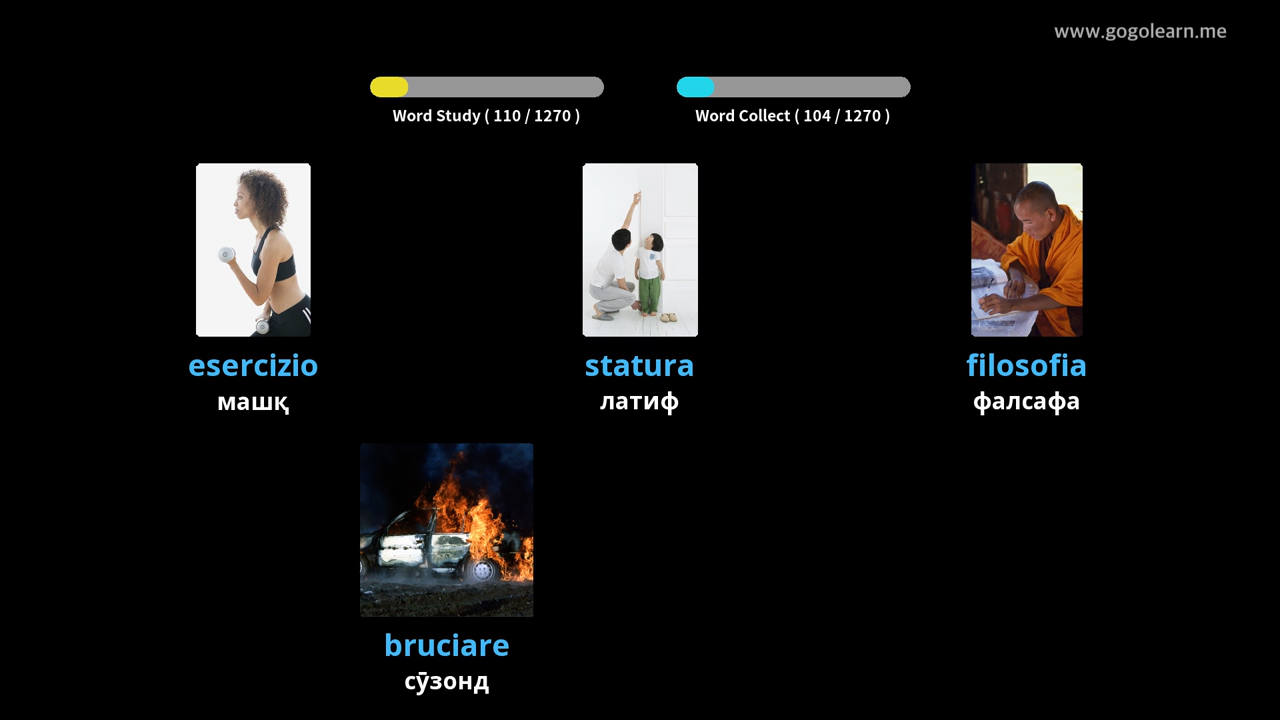 www.gogolearn.me
Word Study ( 110 / 1270 )
Word Collect ( 104 / 1270 )
esercizio
машқ
statura
латиф
filosofia
фалсафа
bruciare
сӯзонд